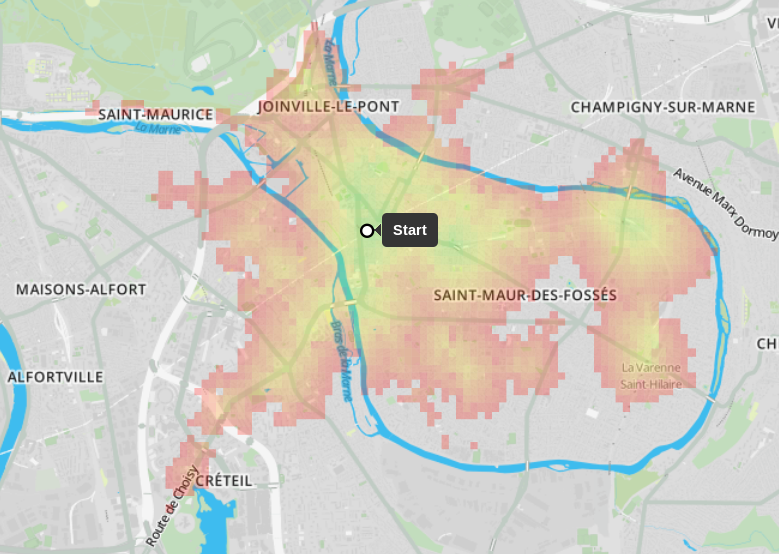 VI
La Marne
JOINVILLE-LE-PONT
CHAMPIGNY-SUR-MARNE
SAINT-MAURICE
La Marne
Avenue Marx Dormoy
Start
MAISONS-ALFORT
SAINT-MAUR-DES-FOSSÉS
CH
Bras de la Marne
ALFORTVILLE
La Varenne
Saint-Hilaire
CRÉTEIL
Route de Choisy